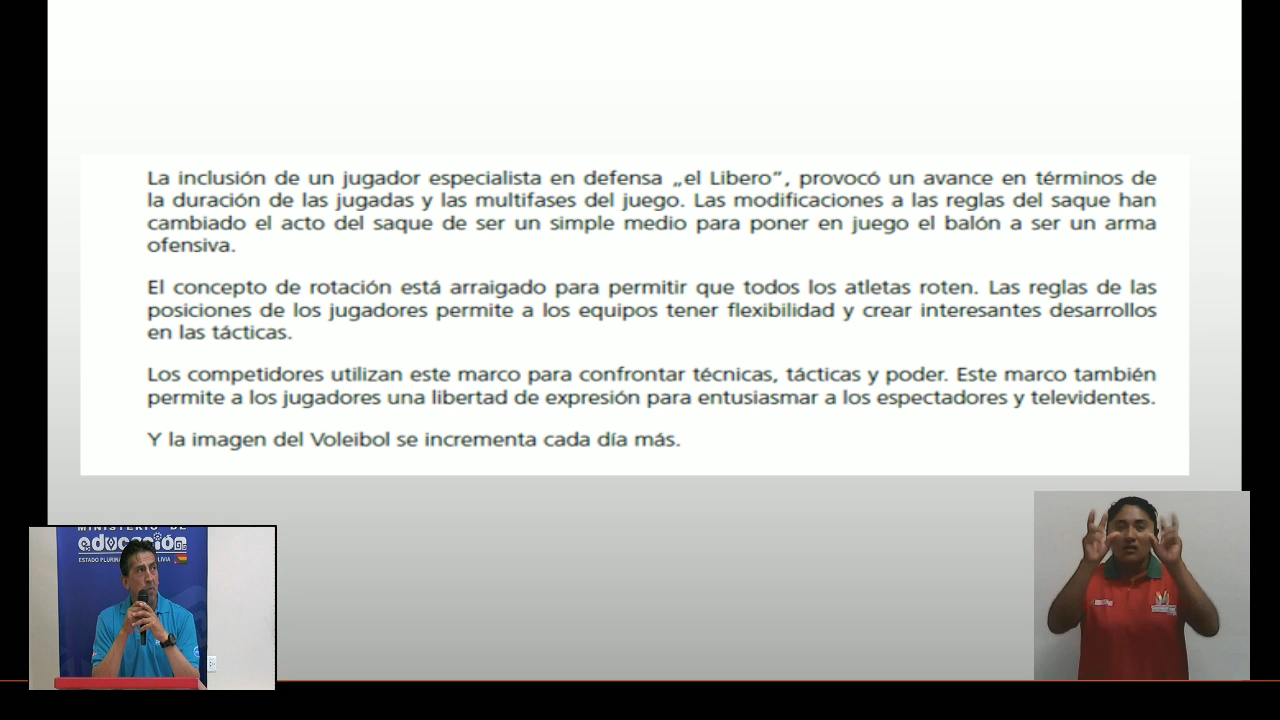 La inclusión de un jugador especialista en defensa „el Libero”, provocó un avance en términos de
la duración de las jugadas y las multifases del juego. Las modificaciones a las reglas del saque han
cambiado el acto del saque de ser un simple medio para poner en juego el balón a ser un arma
ofensiva.
El concepto de rotación está arraigado para permitir que todos los atletas roten. Las reglas de las
posiciones de los jugadores permite a los equipos tener flexibilidad y crear interesantes desarrollos
en las tácticas.
Los competidores utilizan este marco para confrontar técnicas, tácticas y poder. Este marco también
permite a los jugadores una libertad de expresión para entusiasmar a los espectadores y televidentes.
Y la imagen del Voleibol se incrementa cada día más.
MINISTERIO DE
educación
ESTADO